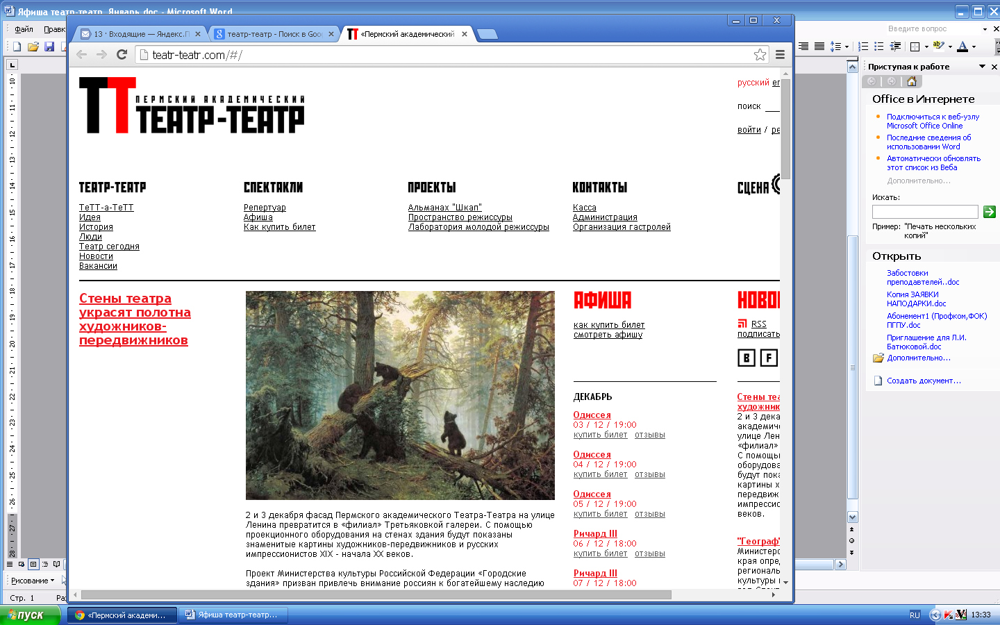 Яфиша театр-театр Январь.doc - Microsoft Word
Файл Правк
Введите вопрос
13 · Входящие — Яндекс.П
театр-театр - Поиск в Goo
«Пермский академический
teatr-teatr.com/#/
ТТ ПЕРМСКИЙ АКАДЕМИЧЕСКИЙ
ТЕАТР-ТЕАТР
русский en
поиск
войти / ре
ТЕАТР-ТЕАТР
ТеТТ-а-ТеТТ
Идея
История
Люди
Театр сегодня
Новости
Вакансии
СПЕКТАКЛИ
Репертуар
Афиша
Как купить билет
ПРОЕКТЫ
Альманах "Шкап"
Пространство режиссуры
Лаборатория молодой режиссуры
КОНТАКТЫ
Касса
Администрация
Организация гастролей
СЦЕНА
Стены театра
украсят полотна
художников-
передвижников
2 и 3 декабря фасад Пермского академического Театра-Театра на улице
Ленина превратится в «филиал» Третьяковкой галереи. С помощью
проекционного оборудования на стенах здания будут показаны
знаменитые картины художников-передвижников и русских
импрессионистов XIX - начала XX веков.
Проект Министерства культуры Российской Федерации «Городские
здания» призван привлечь внимание россиян к богатейшему наследию
АФИША
как купить билет
смотреть афишу
ДЕКАБРЬ
Одиссея
03 / 12 / 19:00
купить билет отзывы
Одиссея
04 / 12 / 19:00
купить билет отзывы
Одиссея
05 / 12 / 19:00
купить билет отзывы
Ричард III
06 / 12 / 18:00
купить билет отзывы
Ричард III
07 / 12 / 18:00
НОВО
RSS
подписать
B F
Стены теа
художник
2 и 3 дека
академиче
улице Лен
«филиал»
С помощь
оборудова
будут пока
картины х
передвиж
импрессис
веков.
"Географ"
Министерс
края опред
региональ
культуры и
Приступая к работе
Office в Интернете
Подключиться к веб-узлу
Microsoft Office Online
Последние сведения об
использовании Word
Автоматически обновлять
этот список из Веба
Дополнительно...
Искать:
Пример: "Печать нескольких
копий"
Открыть
Забостовки
преподавтелей..doc
Копия ЗАЯВКИ
НАПОДАРКИ.doc
Абонемент1 (Профком,ФОК)
ПГПУ.doc
Приглашение для Л.И.
Батюковой.doc
Дополнительно...
Создать документ...
Рисование
Стр. 1 Раз
пуск
«Пермский академи...
Яфиша театр-театр...
RU
13:33